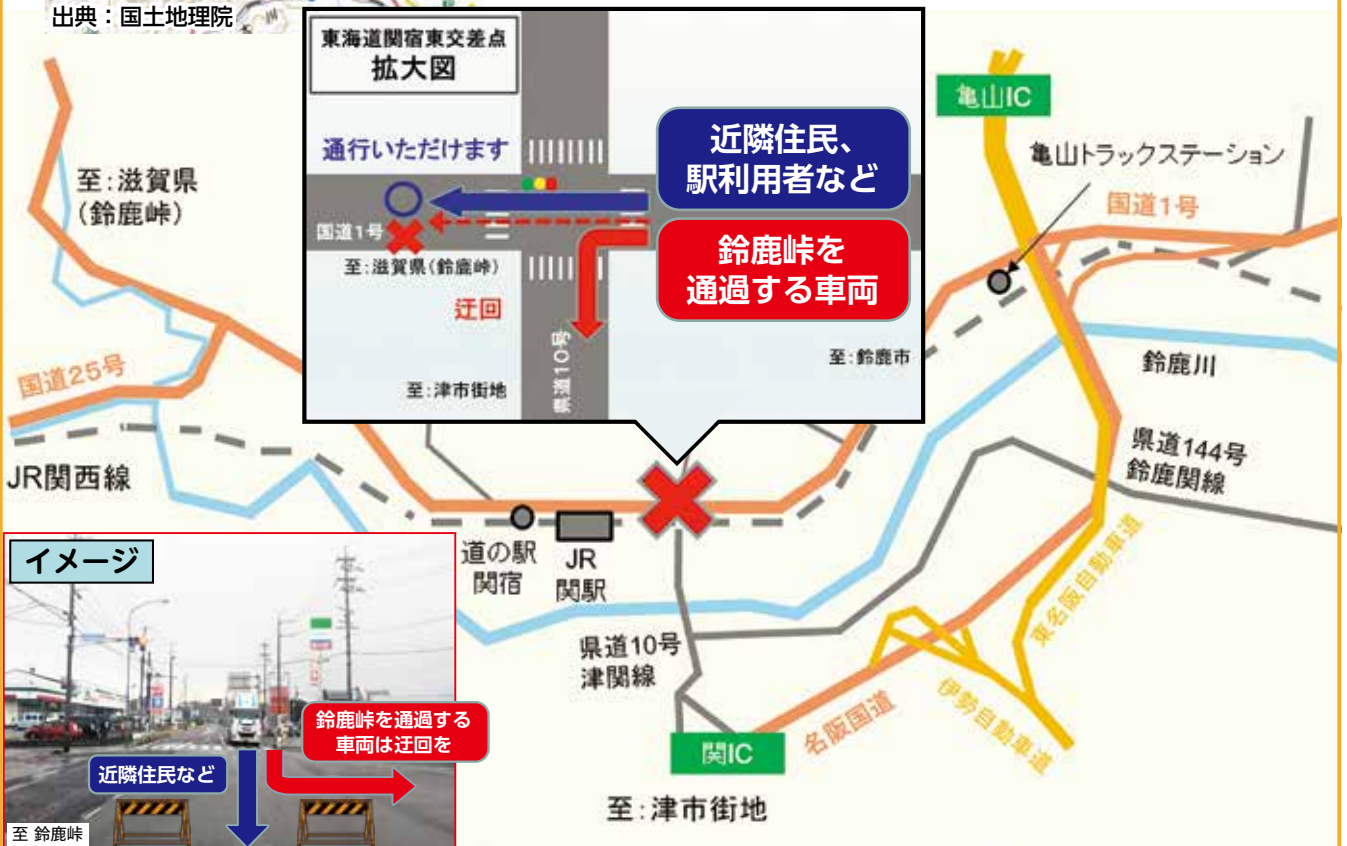 出典：国土地理院
東海道関宿東交差点
拡大図
通行いただけます
近隣住民、
駅利用者など
国道1号
至：滋賀県（鈴鹿峠）
鈴鹿峠を
通過する車両
迂回
県道10号
至：津市街地
至：鈴鹿市
至：滋賀県
（鈴鹿峠）
国道25号
JR関西線
亀山IC
亀山トラックステーション
国道1号
鈴鹿川
県道144号
鈴鹿関線
道の駅
関宿
JR
関駅
県道10号
津関線
東名阪自動車道
伊勢自動車道
名阪国道
関IC
至：津市街地
イメージ
鈴鹿峠を通過する
車両は迂回を
近隣住民など
至 鈴鹿峠